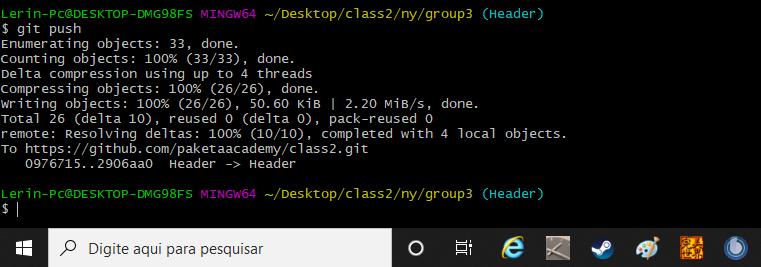 Lerin-Pc@DESKTOP-DMG98FS MINGW64 ~/Desktop/class2/ny/group3 (Header)
$ git push
Enumerating objects: 33, done.
Counting objects: 100% (33/33), done.
Delta compression using up to 4 threads
Compressing objects: 100% (26/26), done.
Writing objects: 100% (26/26), 50.60 KiB | 2.20 MiB/s, done.
Total 26 (delta 10), reused 0 (delta 0), pack-reused 0
remote: Resolving deltas: 100% (10/10), completed with 4 local objects.
To https://github.com/paketaacademy/class2.git
   0976715..2906aa0  Header -> Header
Lerin-Pc@DESKTOP-DMG98FS MINGW64 ~/Desktop/class2/ny/group3 (Header)
$
Digite aqui para pesquisar